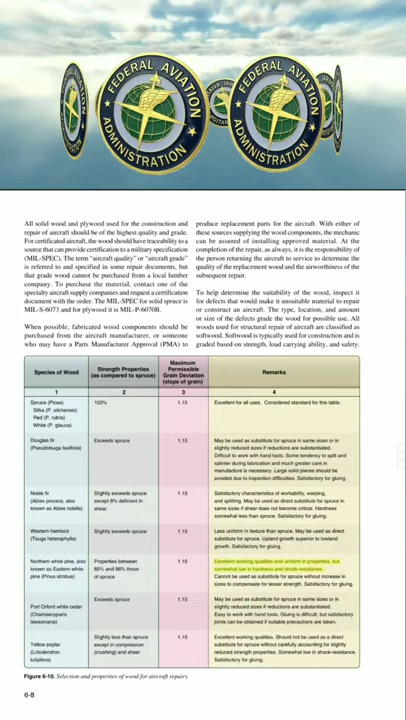 FEDERAL AVIATION
ADMINISTRATION
FEDERAL AVIATION
ADMINISTRATION
All solid wood and plywood used for the construction and
repair of aircraft should be of the highest quality and grade.
For certificated aircraft, the wood should have traceability to a
source that can provide certification to a military specification
(MIL-SPEC). The term “aircraft quality” or “aircraft grade”
is referred to and specified in some repair documents, but
that grade wood cannot be purchased from a local lumber
company. To purchase the material, contact one of the
specialty aircraft supply companies and request a certification
document with the order. The MIL-SPEC for solid spruce is
MIL-S-6073 and for plywood it is MIL-P-6070B.
When possible, fabricated wood components should be
purchased from the aircraft manufacturer, or someone
who may have a Parts Manufacturer Approval (PMA) to
produce replacement parts for the aircraft. With either of
these sources supplying the wood components, the mechanic
can be assured of installing approved material. At the
completion of the repair, as always, it is the responsibility of
the person returning the aircraft to service to determine the
quality of the replacement wood and the airworthiness of the
subsequent repair.
To help determine the suitability of the wood, inspect it
for defects that would make it unsuitable material to repair
or construct an aircraft. The type, location, and amount
or size of the defects grade the wood for possible use. All
woods used for structural repair of aircraft are classified as
softwood. Softwood is typically used for construction and is
graded based on strength, load carrying ability, and safety.
Species of Wood
Strength Properties
(as compared to spruce)
Maximum
Permissible
Grain Deviation
(slope of grain)
Remarks
1 2 3 4
Spruce (Picea) 100% 1.15 Excellent for all uses. Considered standard for this table.
Sitka (P. sitchensis)
Red (P. rubra)
White (P. glauca)
Douglas fir Exceeds spruce 1.15 May be used as substitute for spruce in same sizes or in
(Pseudotsuga taxifolia) slightly reduced sizes if reductions are substantiated.
Difficult to work with hand tools. Some tendency to split and
splinter during fabrication and much greater care in
manufacture is necessary. Large solid pieces should be
avoided due to inspection difficulties. Satisfactory for gluing.
Noble fir Slightly exceeds spruce 1.15 Satisfactory characteristics of workability, warping,
(Abies procera, also except 8% deficient in and splitting. May be used as direct substitute for spruce in
known as Abies nobilis) shear same sizes if shear does not become critical. Hardness
somewhat less than spruce. Satisfactory for gluing.
Western hemlock Slightly exceeds spruce 1.15 Less uniform in texture than spruce. May be used as direct
(Tsuga heterophylla) substitute for spruce. Upland growth superior to lowland
growth. Satisfactory for gluing.
Northern white pine, also Properties between 1.15 Excellent working qualities and uniform in properties, but
known as Eastern white 85% and 96% those somewhat low in hardness and shock-resistance.
pine (Pinus strobus) of spruce Cannot be used as substitute for spruce without increase in
sizes to compensate for lesser strength. Satisfactory for gluing.
Port Orford white cedar Exceeds spruce 1.15 May be used as substitute for spruce in same sizes or in
(Chamaecyparis slightly reduced sizes if reductions are substantiated.
lawsoniana) Easy to work with hand tools. Gluing is difficult, but satisfactory
joints can be obtained if suitable precautions are taken.
Yellow poplar Slightly less than spruce 1.15 Excellent working qualities. Should not be used as a direct
(Liriodendron except in compression substitute for spruce without carefully accounting for slightly
tulipifera) (crushing) and shear reduced strength properties. Somewhat low in shock-resistance.
Satisfactory for gluing.
Figure 6-10. Selection and properties of wood for aircraft repairs.
6-8